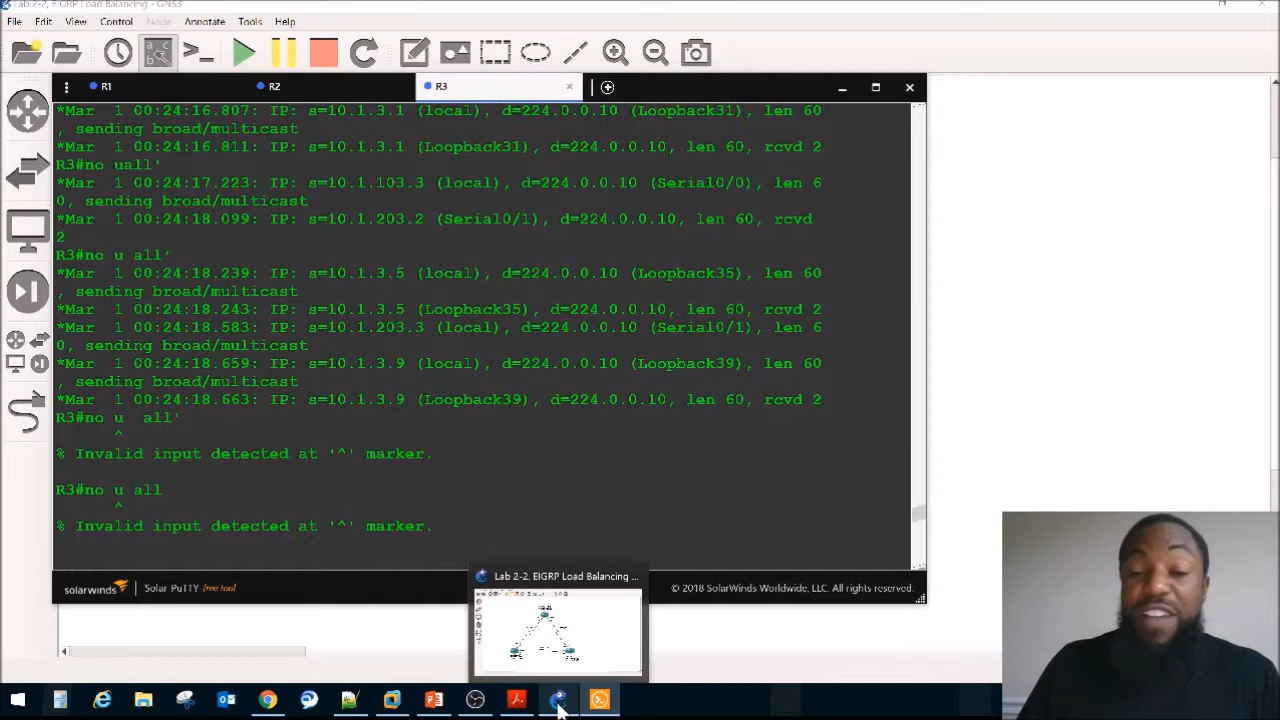 Lab 2-2, EIGRP Load Balancing - GNS3
File Edit View Control Node Annotate Tools Help
R1 R2 R3
*Mar 1 00:24:16.807: IP: s=10.1.3.1 (local), d=224.0.0.10 (Loopback31), len 60
, sending broad/multicast
*Mar 1 00:24:16.811: IP: s=10.1.3.1 (Loopback31), d=224.0.0.10, len 60, rcvd 2
R3#no uall'
*Mar 1 00:24:17.223: IP: s=10.1.103.3 (local), d=224.0.0.10 (Serial0/0), len 6
0, sending broad/multicast
*Mar 1 00:24:18.099: IP: s=10.1.203.2 (Serial0/1), d=224.0.0.10, len 60, rcvd
2
R3#no u all'
*Mar 1 00:24:18.239: IP: s=10.1.3.5 (local), d=224.0.0.10 (Loopback35), len 60
, sending broad/multicast
*Mar 1 00:24:18.243: IP: s=10.1.3.5 (Loopback35), d=224.0.0.10, len 60, rcvd 2
*Mar 1 00:24:18.583: IP: s=10.1.203.3 (local), d=224.0.0.10 (Serial0/1), len 6
0, sending broad/multicast
*Mar 1 00:24:18.659: IP: s=10.1.3.9 (local), d=224.0.0.10 (Loopback39), len 60
, sending broad/multicast
*Mar 1 00:24:18.663: IP: s=10.1.3.9 (Loopback39), d=224.0.0.10, len 60, rcvd 2
R3#no u  all'
^
% Invalid input detected at '^' marker.
R3#no u all
^
% Invalid input detected at '^' marker.
Lab 2-2, EIGRP Load Balancing ...
solarwinds Solar PuTTY free tool © 2018 SolarWinds Worldwide, LLC. All rights reserved.